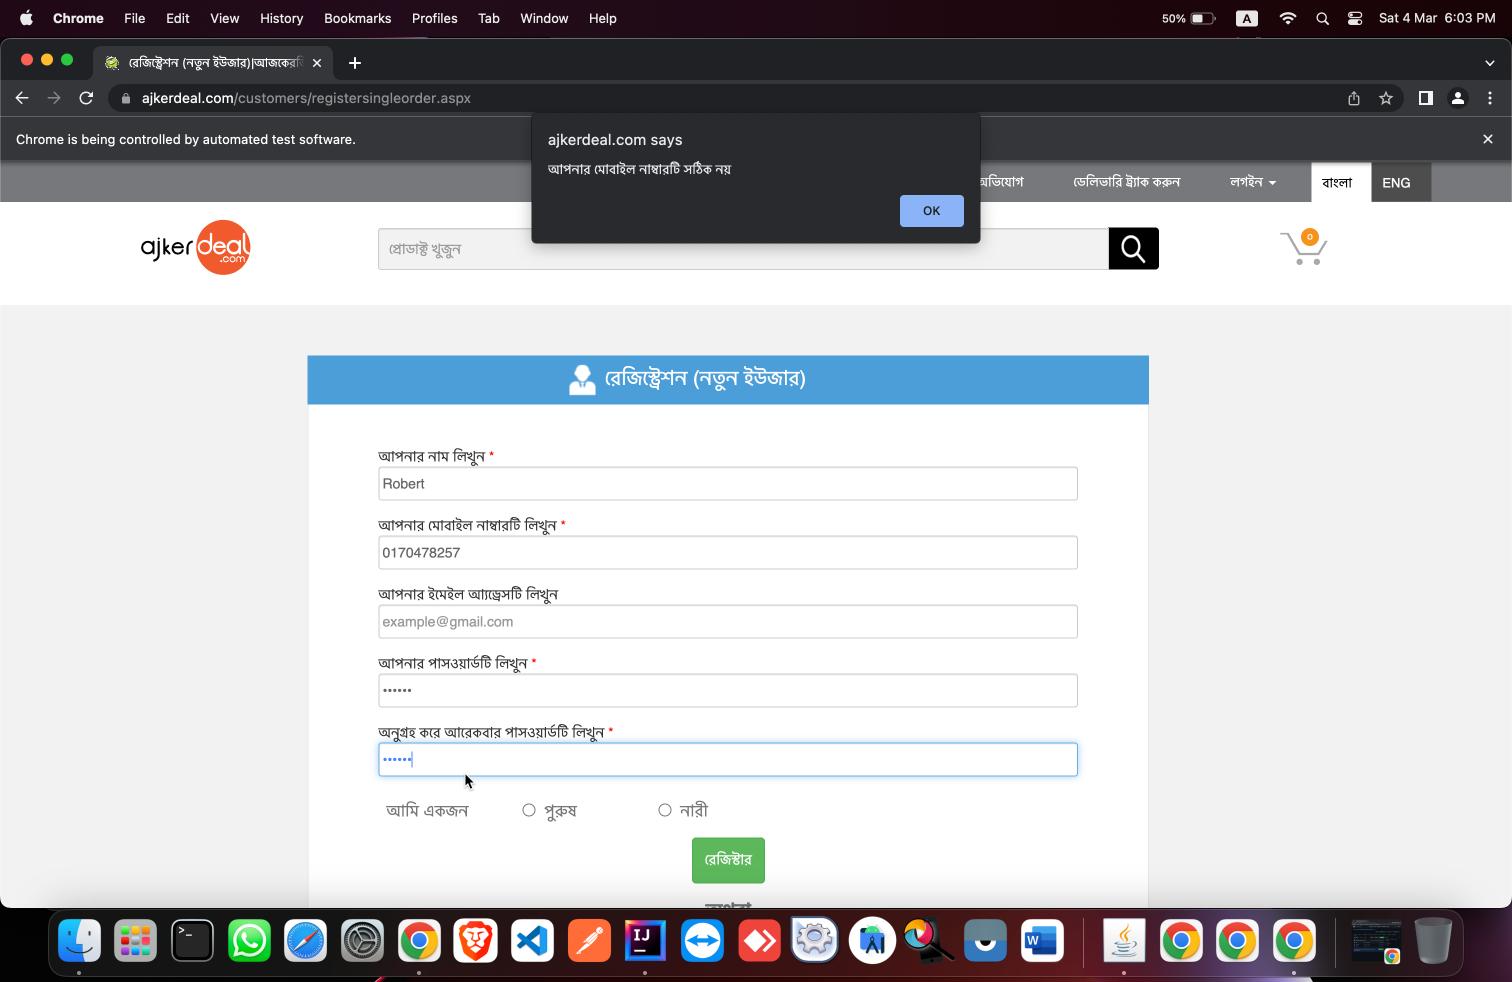 Chrome File Edit View History Bookmarks Profiles Tab Window Help 50% A Sat 4 Mar 6:03 PM
রেজিস্ট্রেশন (নতুন ইউজার)|আজকের
ajkerdeal.com/customers/registersingleorder.aspx
Chrome is being controlled by automated test software.
ajkerdeal.com says
আপনার মোবাইল নাম্বারটি সঠিক নয়
OK
অভিযোগ ডেলিভারি ট্র্যাক করুন লগইন বাংলা ENG
ajkerdeal.com
প্রোডাক্ট খুজুন
0
রেজিস্ট্রেশন (নতুন ইউজার)
আপনার নাম লিখুন *
Robert
আপনার মোবাইল নাম্বারটি লিখুন *
0170478257
আপনার ইমেইল অ্যাড্রেসটি লিখুন
example@gmail.com
আপনার পাসওয়ার্ডটি লিখুন *
••••••
অনুগ্রহ করে আরেকবার পাসওয়ার্ডটি লিখুন *
••••••
আমি একজন পুরুষ নারী
রেজিস্টার
>_
IJ
W